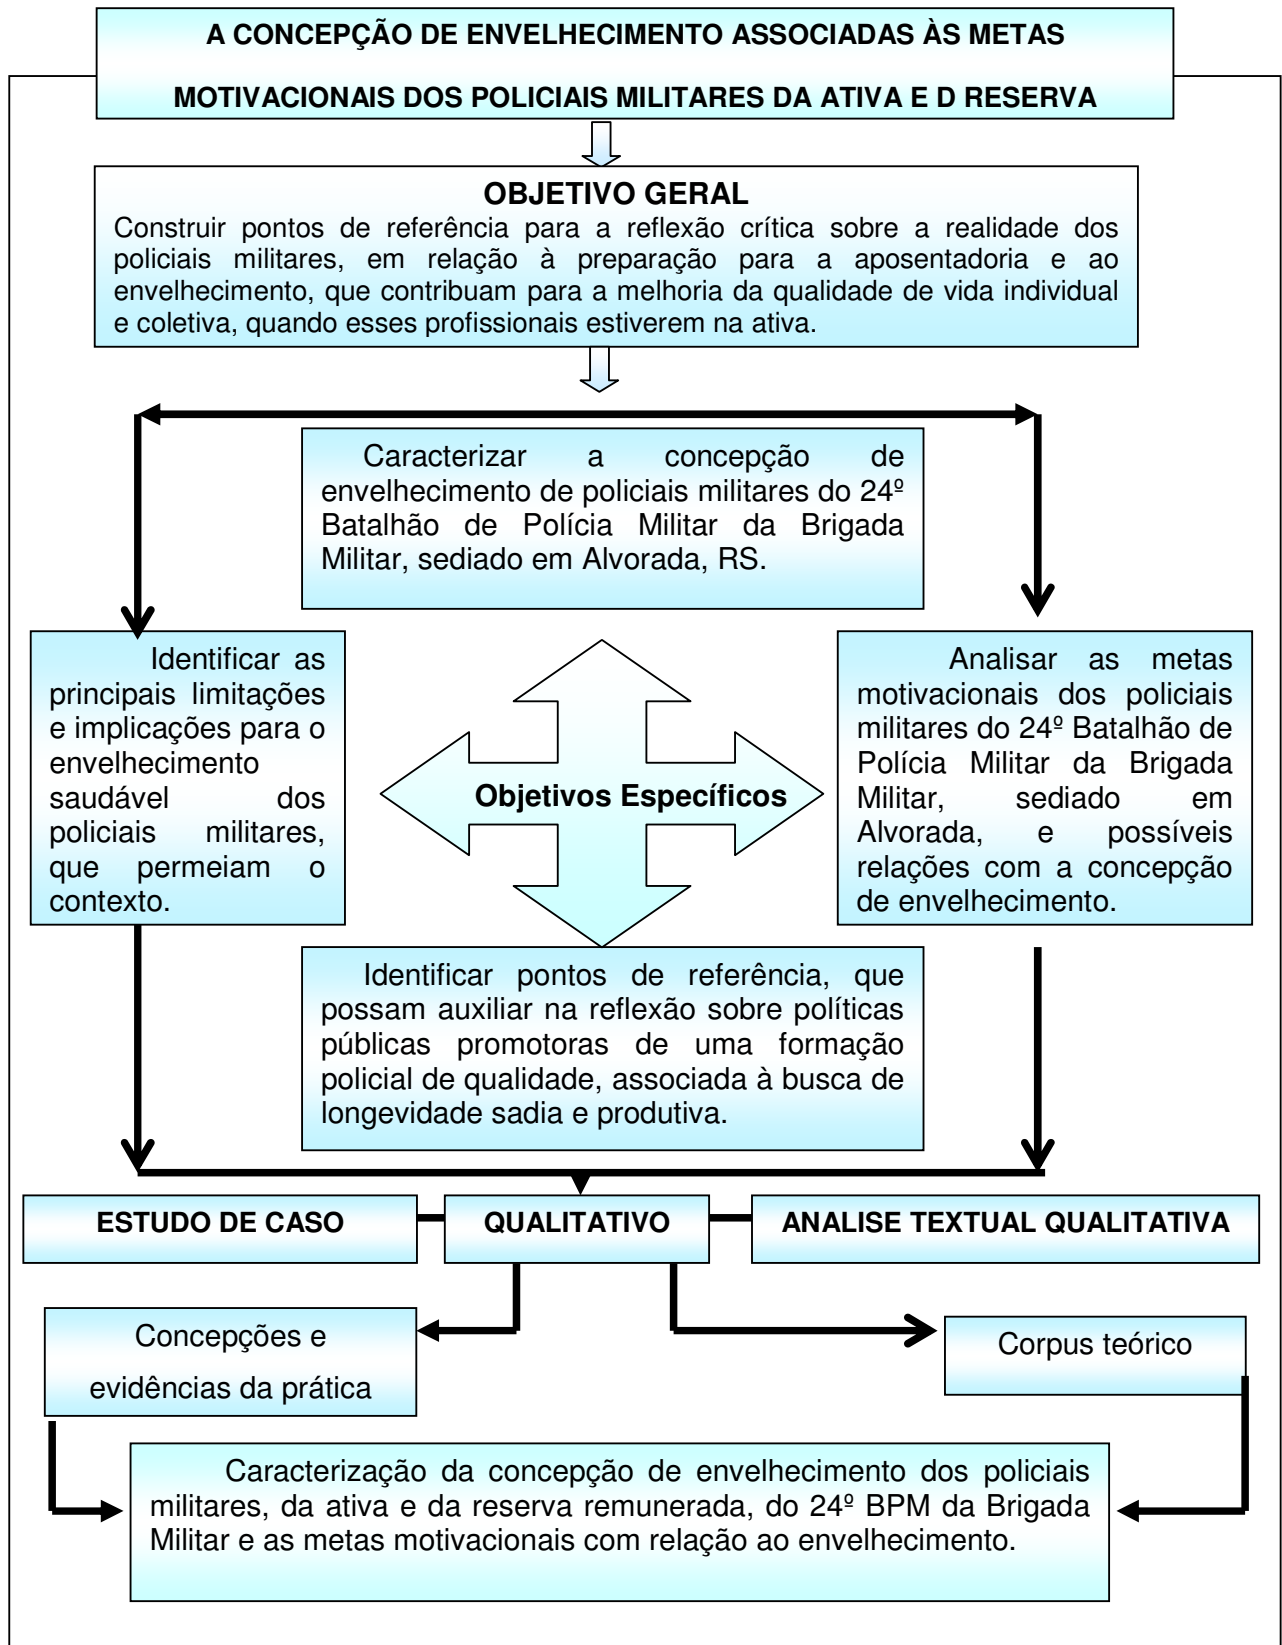 A CONCEPÇÃO DE ENVELHECIMENTO ASSOCIADAS ÀS METAS
MOTIVACIONAIS DOS POLICIAIS MILITARES DA ATIVA E D RESERVA
OBJETIVO GERAL
Construir pontos de referência para a reflexão crítica sobre a realidade dos
policiais militares, em relação à preparação para a aposentadoria e ao
envelhecimento, que contribuam para a melhoria da qualidade de vida individual
e coletiva, quando esses profissionais estiverem na ativa.
Caracterizar a concepção de
envelhecimento de policiais militares do 24º
Batalhão de Polícia Militar da Brigada
Militar, sediado em Alvorada, RS.
Identificar as
principais limitações
e implicações para o
envelhecimento
saudável dos
policiais militares,
que permeiam o
contexto.
Objetivos Específicos
Analisar as metas
motivacionais dos policiais
militares do 24º Batalhão de
Polícia Militar da Brigada
Militar, sediado em
Alvorada, e possíveis
relações com a concepção
de envelhecimento.
Identificar pontos de referência, que
possam auxiliar na reflexão sobre políticas
públicas promotoras de uma formação
policial de qualidade, associada à busca de
longevidade sadia e produtiva.
ESTUDO DE CASO
QUALITATIVO
ANALISE TEXTUAL QUALITATIVA
Concepções e
evidências da prática
Corpus teórico
Caracterização da concepção de envelhecimento dos policiais
militares, da ativa e da reserva remunerada, do 24º BPM da Brigada
Militar e as metas motivacionais com relação ao envelhecimento.